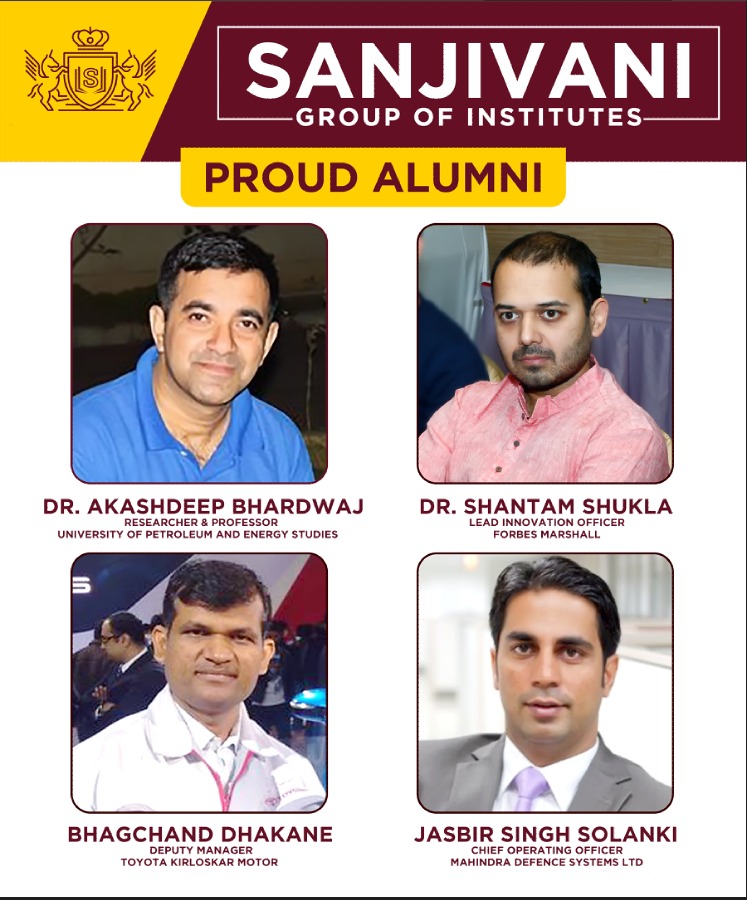 SANJIVANI
GROUP OF INSTITUTES
PROUD ALUMNI
DR. AKASHDEEP BHARDWAJ
RESEARCHER & PROFESSOR
UNIVERSITY OF PETROLEUM AND ENERGY STUDIES
DR. SHANTAM SHUKLA
LEAD INNOVATION OFFICER
FORBES MARSHALL
BHAGCHAND DHAKANE
DEPUTY MANAGER
TOYOTA KIRLOSKAR MOTOR
JASBIR SINGH SOLANKI
CHIEF OPERATING OFFICER
MAHINDRA DEFENCE SYSTEMS LTD